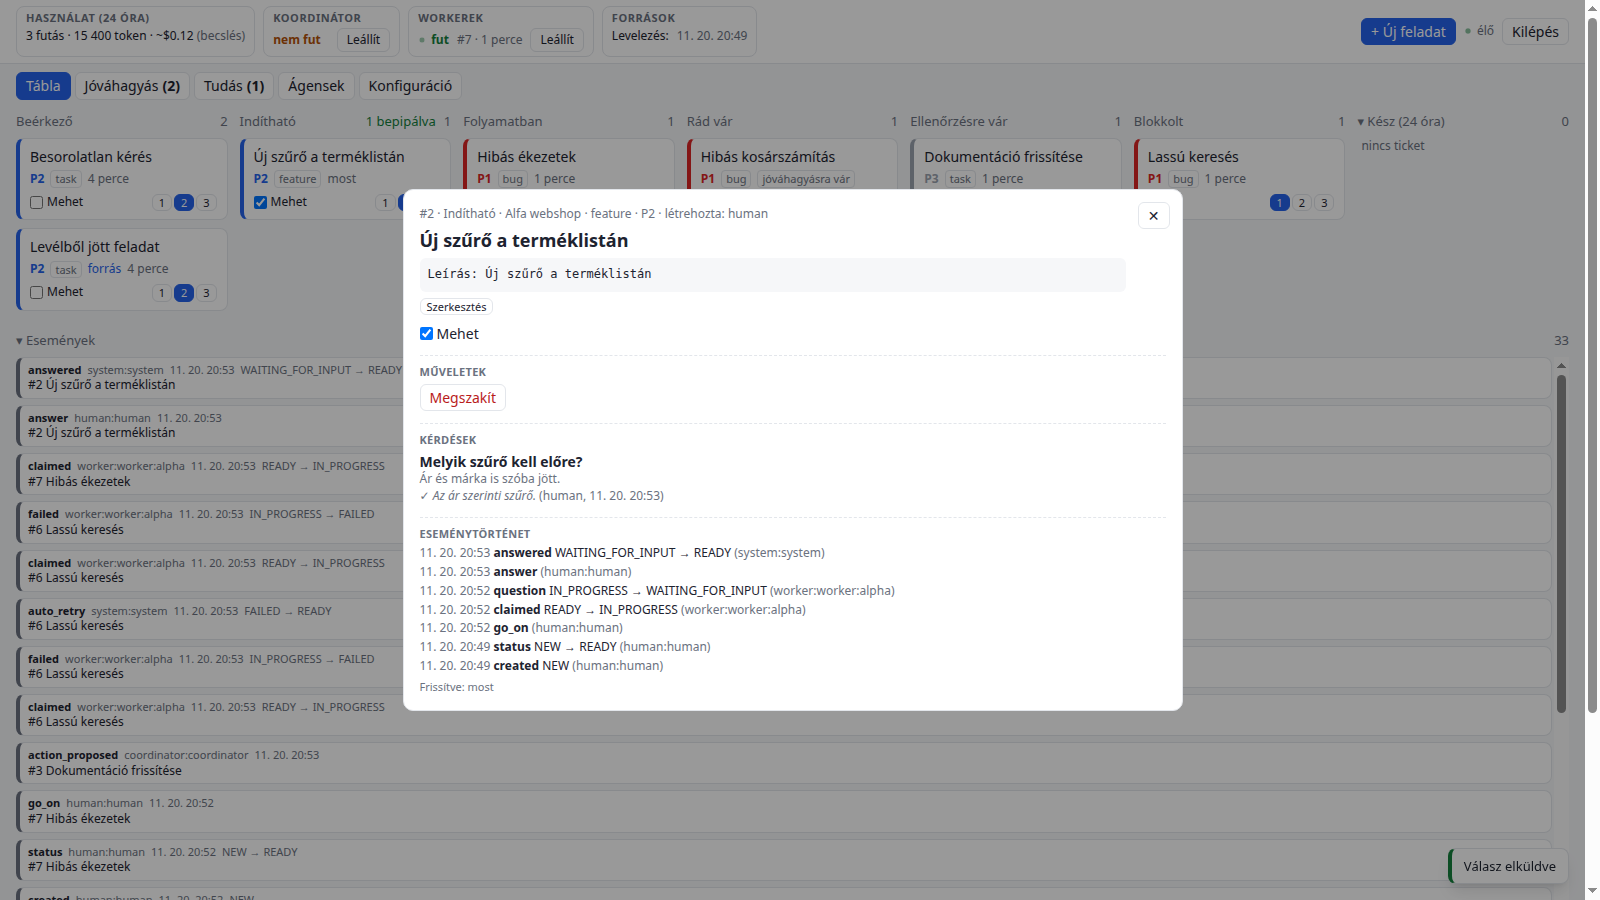 HASZNÁLAT (24 ÓRA)
3 futás · 15 400 token · ~$0.12 (becslés)
KOORDINÁTOR
nem fut Leállít
WORKEREK
fut #7 · 1 perce Leállít
FORRÁSOK
Levelezés: 11. 20. 20:49
+ Új feladat
élő
Kilépés
Tábla
Jóváhagyás (2)
Tudás (1)
Ágensek
Konfiguráció
Beérkező 2
Besorolatlan kérés
P2 task 4 perce
Mehet 1 2 3
Levélből jött feladat
P2 task forrás 4 perce
Mehet 1 2 3
Indítható 1 bepipálva 1
Új szűrő a terméklistán
P2 feature most
Mehet 1
Folyamatban 1
Hibás ékezetek
P1 bug 1 perce
Rád vár 1
Hibás kosárszámítás
P1 bug jóváhagyásra vár
Ellenőrzésre vár 1
Dokumentáció frissítése
P3 task 1 perce
Blokkolt 1
Lassú keresés
P1 bug 1 perce
1 2 3
▾ Kész (24 óra) 0
nincs ticket
▾ Események 33
answered system:system 11. 20. 20:53 WAITING_FOR_INPUT → READY
#2 Új szűrő a terméklistán
answer human:human 11. 20. 20:53
#2 Új szűrő a terméklistán
claimed worker:worker:alpha 11. 20. 20:53 READY → IN_PROGRESS
#7 Hibás ékezetek
failed worker:worker:alpha 11. 20. 20:53 IN_PROGRESS → FAILED
#6 Lassú keresés
claimed worker:worker:alpha 11. 20. 20:53 READY → IN_PROGRESS
#6 Lassú keresés
auto_retry system:system 11. 20. 20:53 FAILED → READY
#6 Lassú keresés
failed worker:worker:alpha 11. 20. 20:53 IN_PROGRESS → FAILED
#6 Lassú keresés
claimed worker:worker:alpha 11. 20. 20:53 READY → IN_PROGRESS
#6 Lassú keresés
action_proposed coordinator:coordinator 11. 20. 20:53
#3 Dokumentáció frissítése
go_on human:human 11. 20. 20:52
#7 Hibás ékezetek
status human:human 11. 20. 20:52 NEW → READY
#7 Hibás ékezetek
created human:human 11. 20. 20:52 NEW
#2 · Indítható · Alfa webshop · feature · P2 · létrehozta: human
✕
Új szűrő a terméklistán
Leírás: Új szűrő a terméklistán
Szerkesztés
Mehet
MŰVELETEK
Megszakít
KÉRDÉSEK
Melyik szűrő kell előre?
Ár és márka is szóba jött.
✓ Az ár szerinti szűrő. (human, 11. 20. 20:53)
ESEMÉNYTÖRTÉNET
11. 20. 20:53 answered WAITING_FOR_INPUT → READY (system:system)
11. 20. 20:53 answer (human:human)
11. 20. 20:52 question IN_PROGRESS → WAITING_FOR_INPUT (worker:worker:alpha)
11. 20. 20:52 claimed READY → IN_PROGRESS (worker:worker:alpha)
11. 20. 20:52 go_on (human:human)
11. 20. 20:49 status NEW → READY (human:human)
11. 20. 20:49 created NEW (human:human)
Frissítve: most
Válasz elküldve